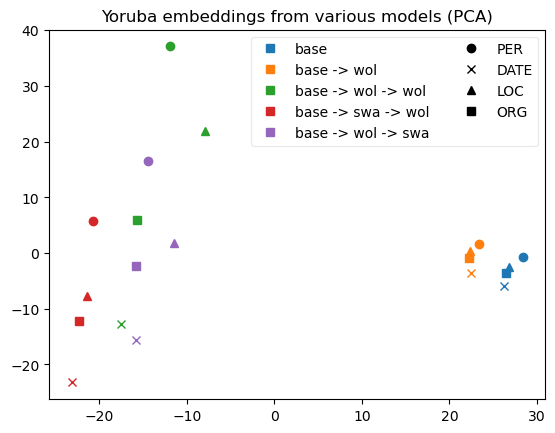 Yoruba embeddings from various models (PCA)
base
base -> wol
base -> wol -> wol
base -> swa -> wol
base -> wol -> swa
PER
DATE
LOC
ORG
40
30
20
10
0
−10
−20
−20
−10
0
10
20
30